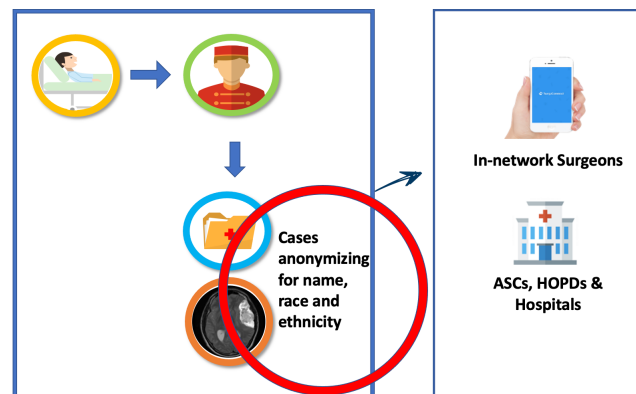 Cases
anonymizing
for name,
race and
ethnicity
In-network Surgeons
ASCs, HOPDs &
Hospitals